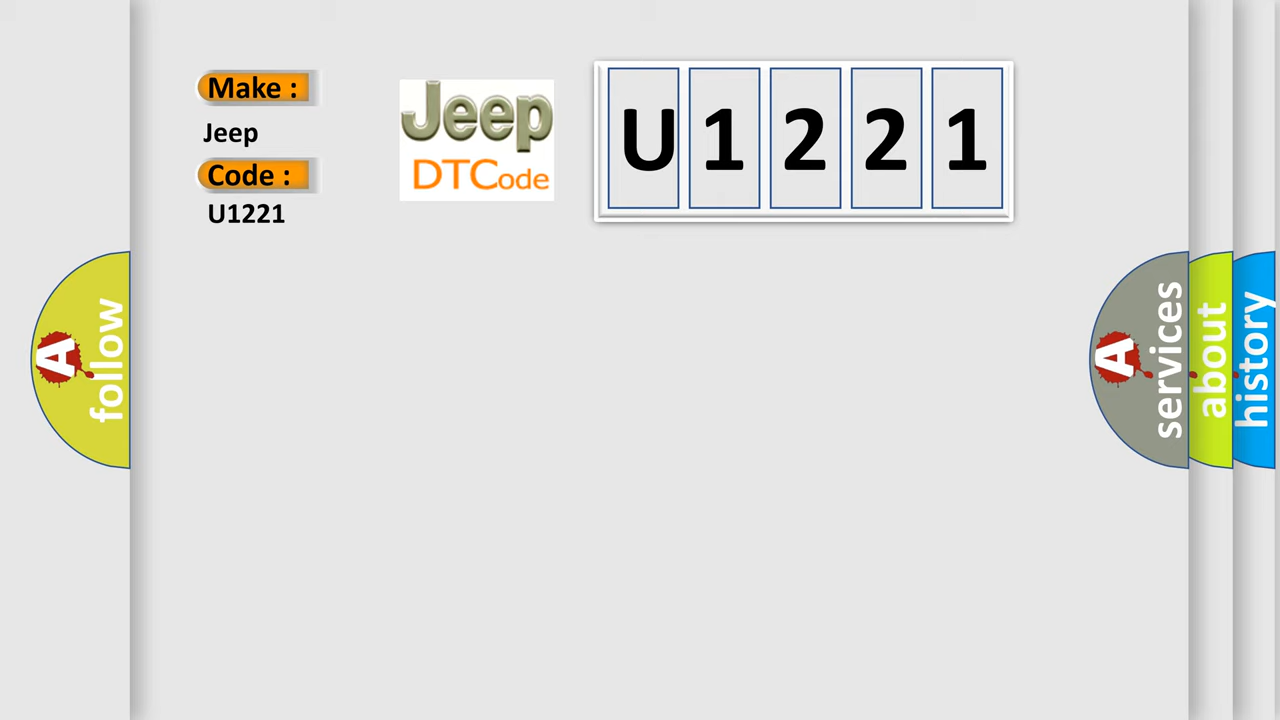 Make :
Jeep
Code :
U1221
Jeep
DTCode
U1221
A follow
A services
about
history